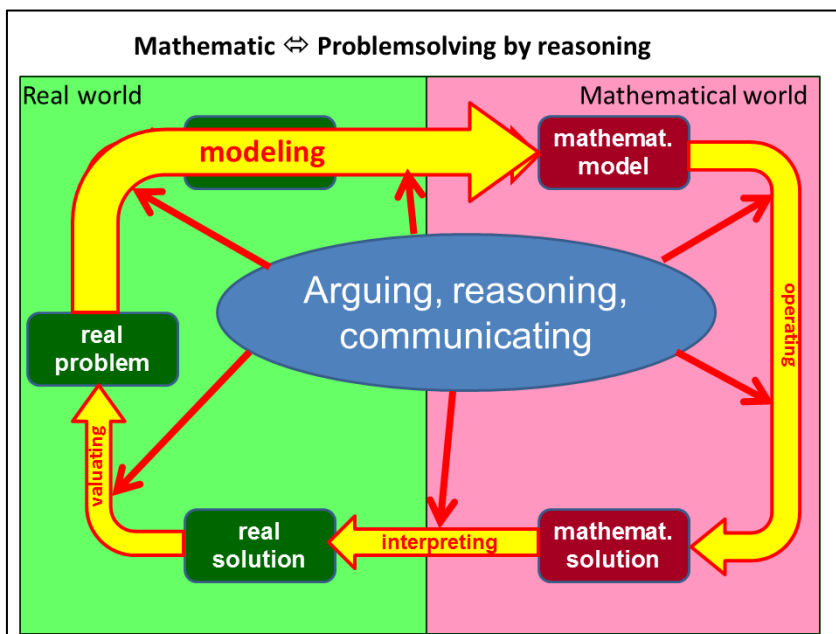 Mathematic ⇔ Problemsolving by reasoning
Real world
Mathematical world
modeling
mathemat.
model
Arguing, reasoning,
communicating
operating
real
problem
valuating
real
solution
interpreting
mathemat.
solution